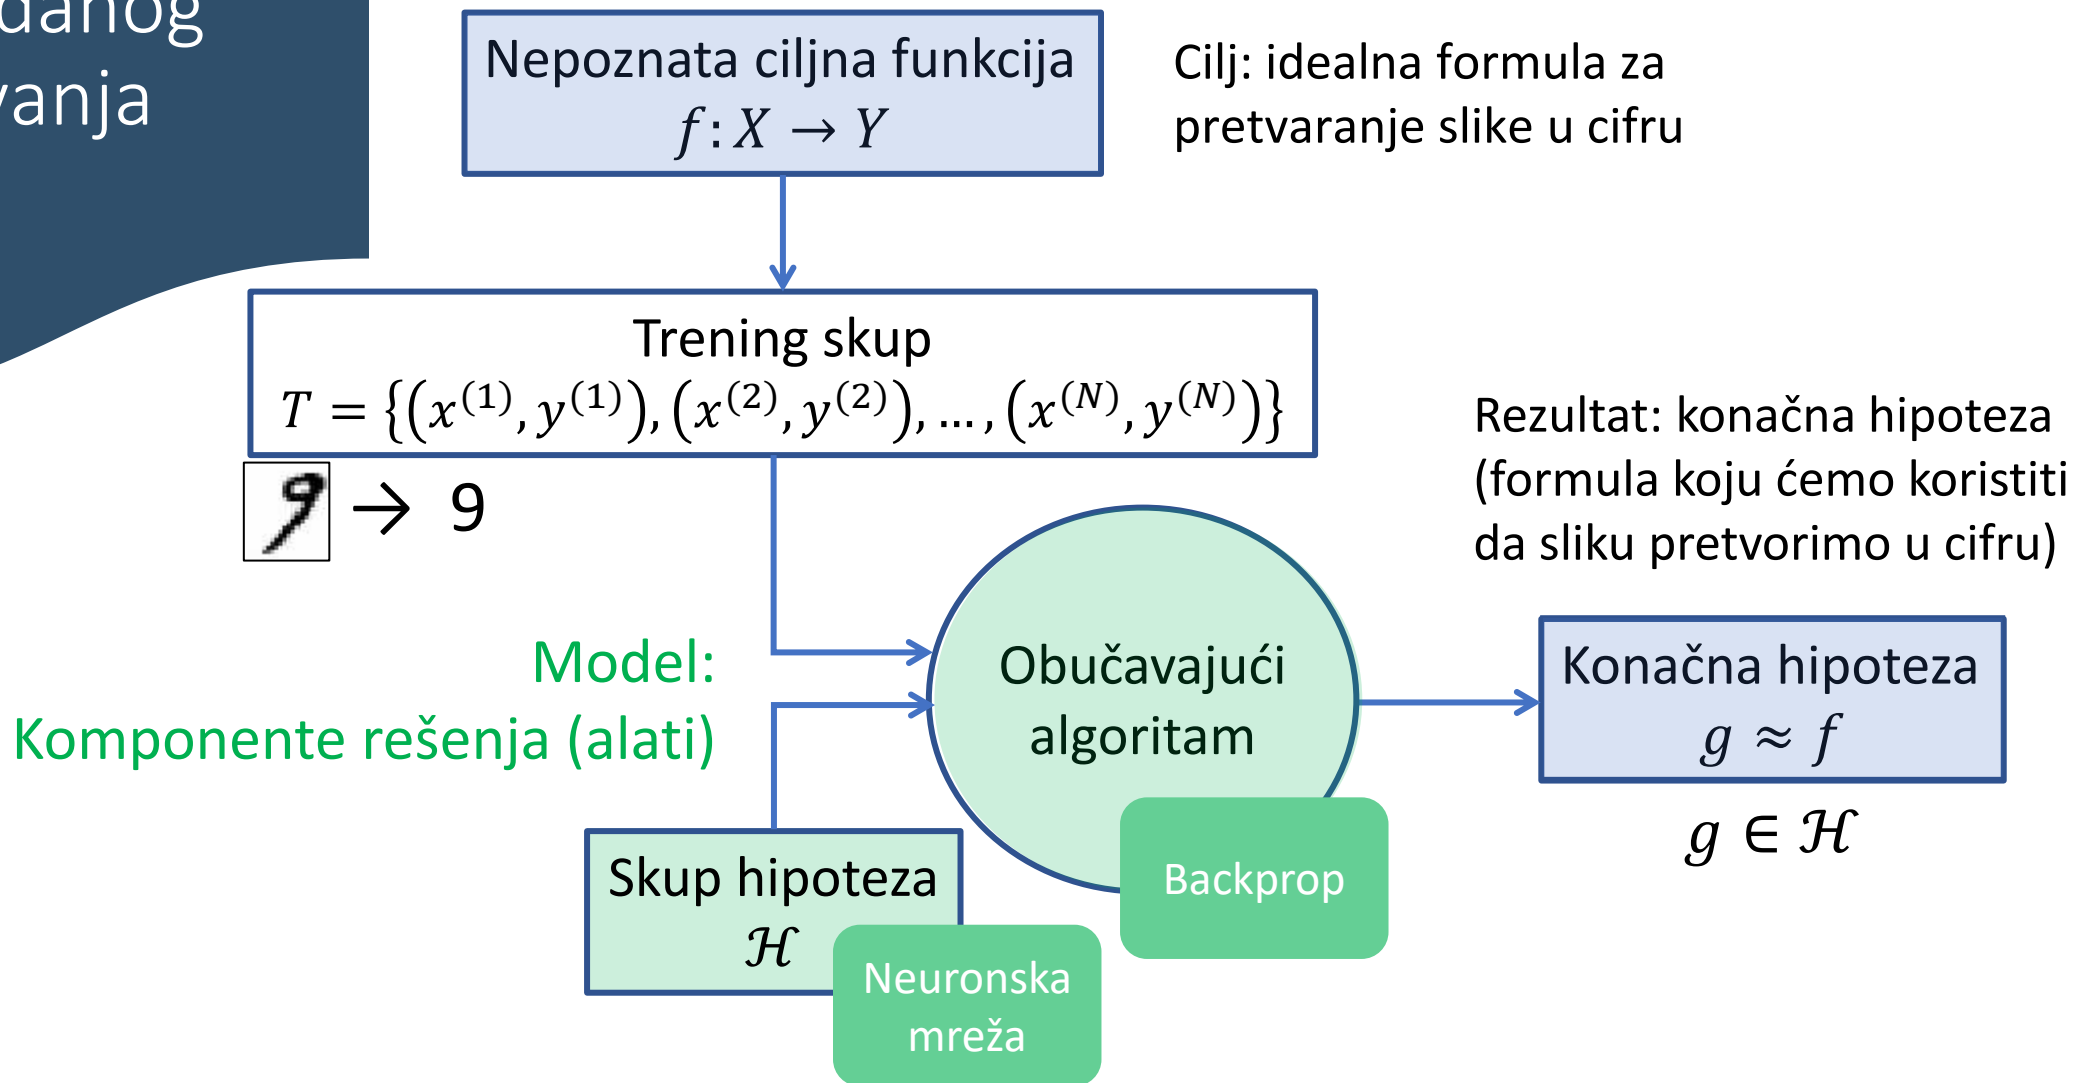 danog
vanja
Nepoznata ciljna funkcija
f: X → Y
Cilj: idealna formula za
pretvaranje slike u cifru
Trening skup
T = {(x⁽¹⁾, y⁽¹⁾), (x⁽²⁾, y⁽²⁾), … , (x⁽ᴺ⁾, y⁽ᴺ⁾)}
9 → 9
Rezultat: konačna hipoteza
(formula koju ćemo koristiti
da sliku pretvorimo u cifru)
Model:
Komponente rešenja (alati)
Obučavajući
algoritam
Backprop
Konačna hipoteza
g ≈ f
g ∈ ℋ
Skup hipoteza
ℋ
Neuronska
mreža